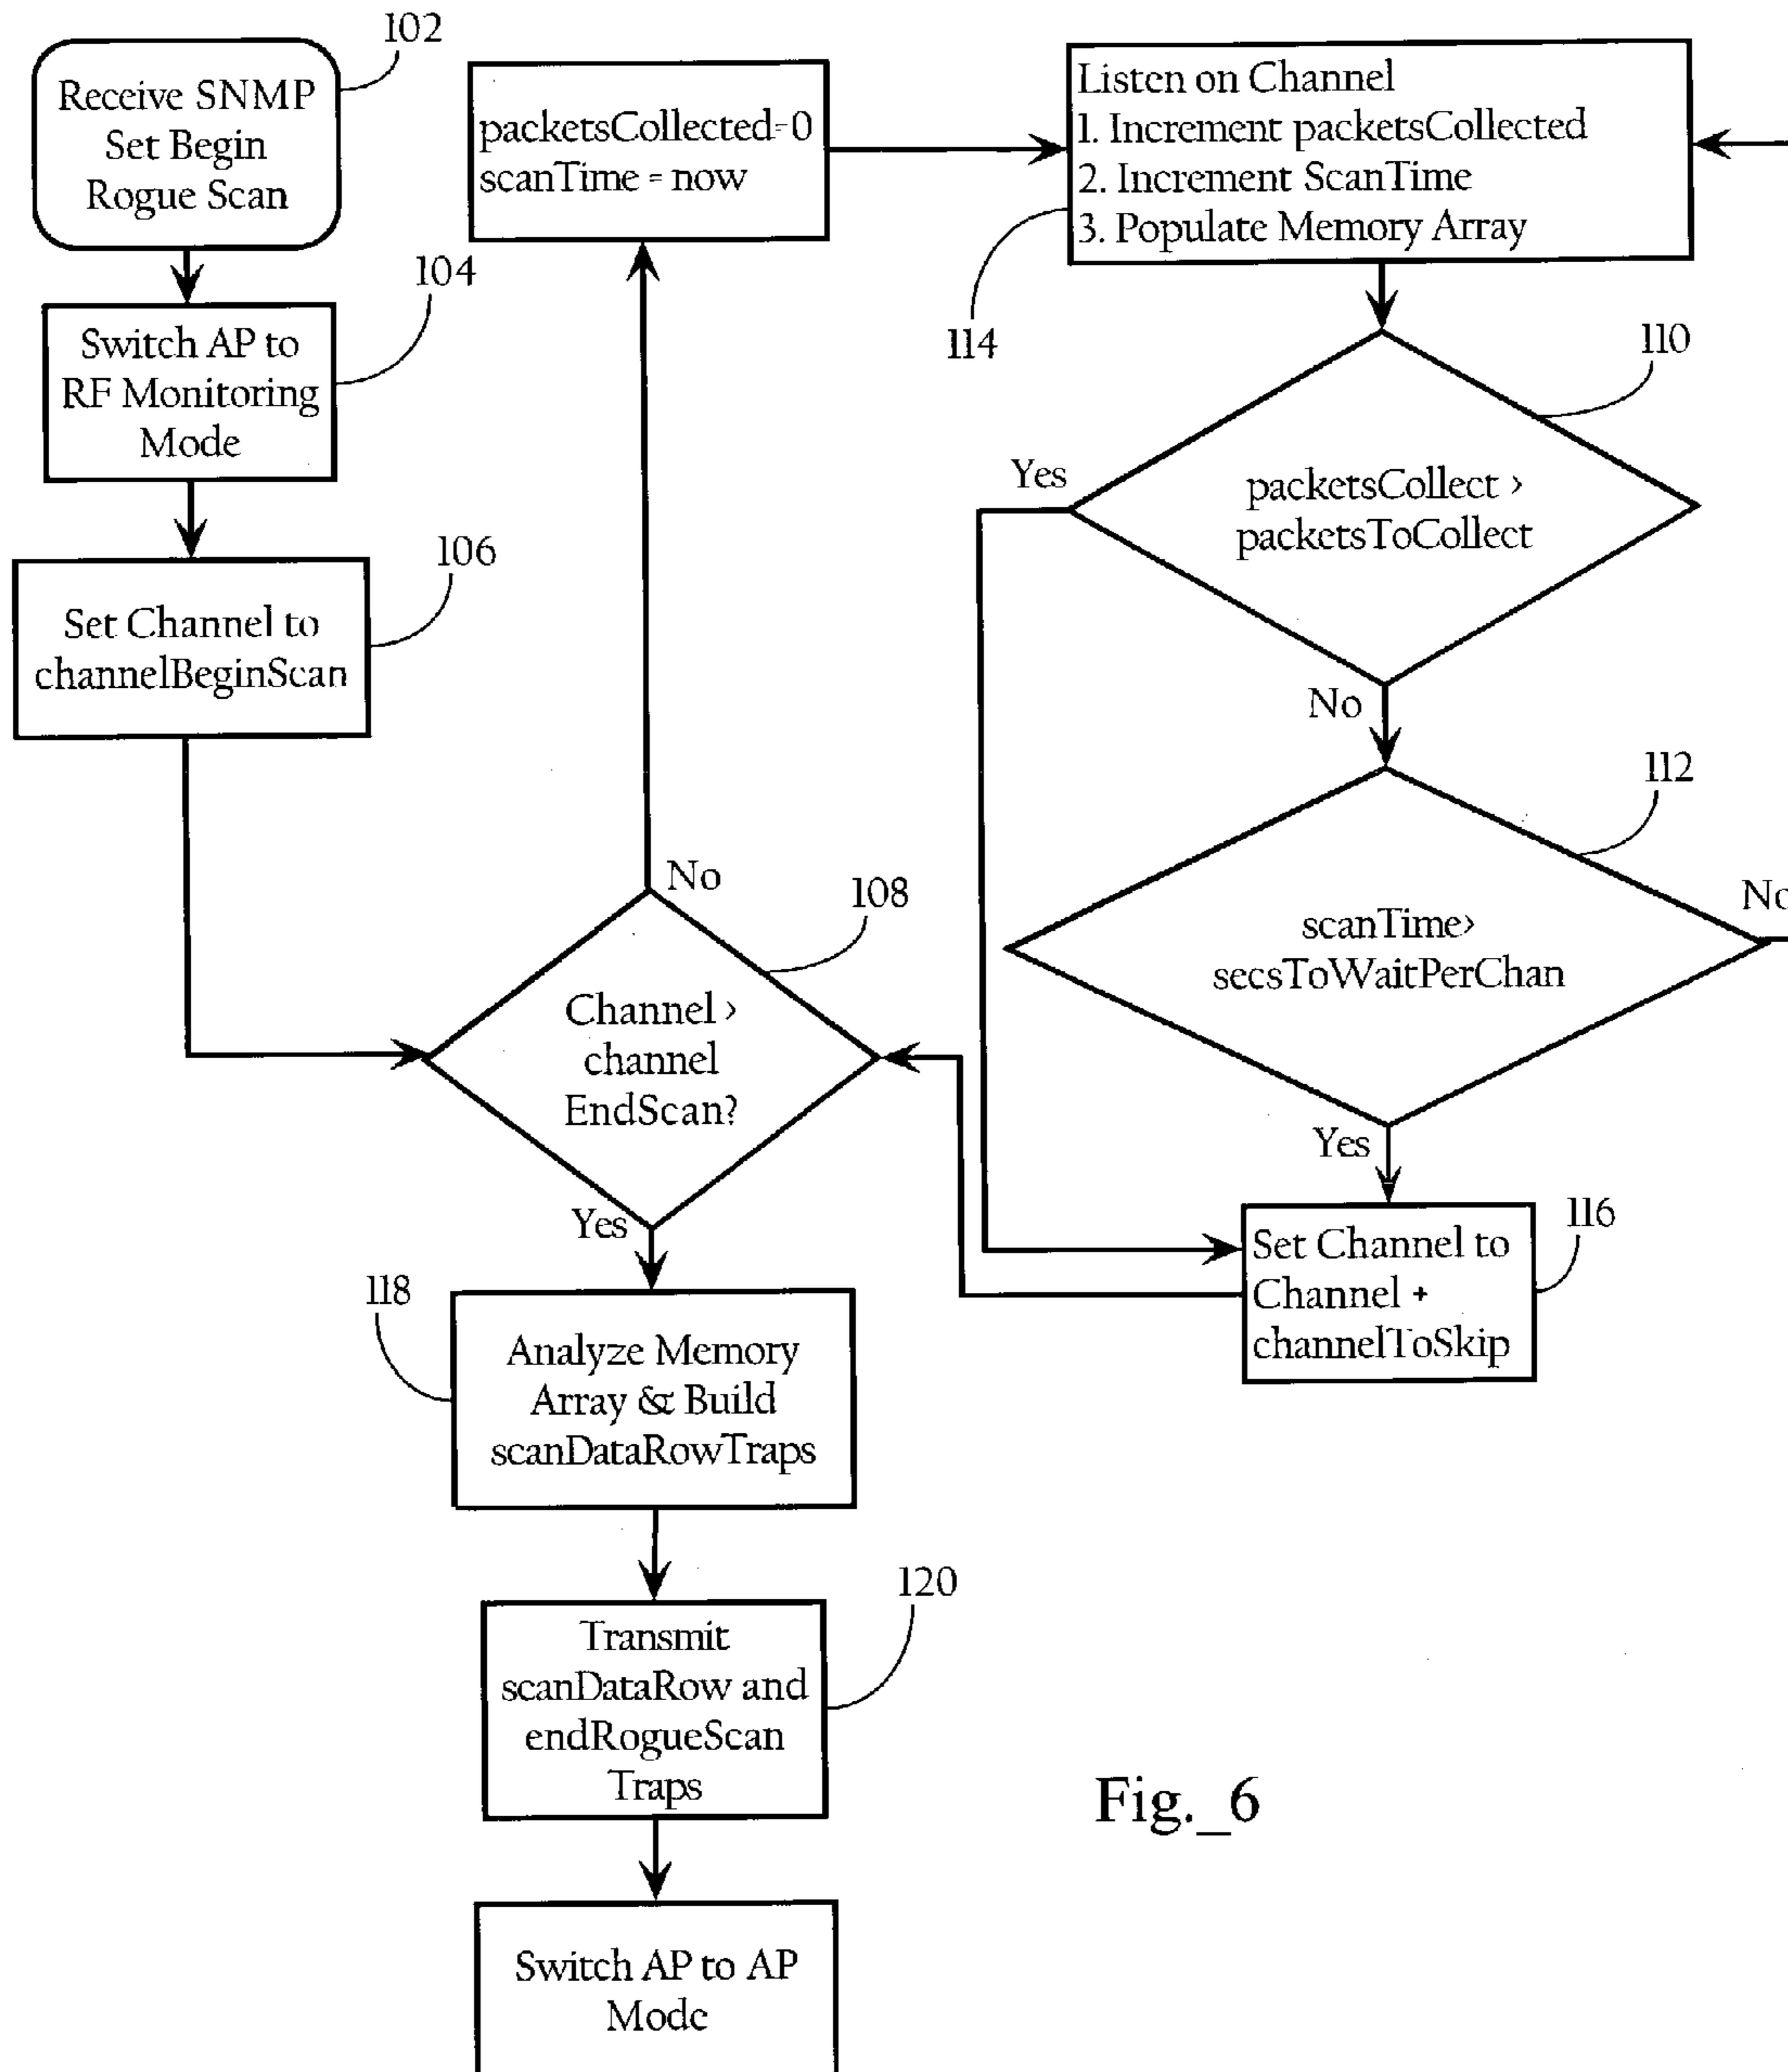 102
Receive SNMP
Set Begin
Rogue Scan
104
Switch AP to
RF Monitoring
Mode
106
Set Channel to
channelBeginScan
packetsCollected=0
scanTime = now
Listen on Channel
1. Increment packetsCollected
2. Increment ScanTime
3. Populate Memory Array
114
110
Yes
packetsCollect >
packetsToCollect
No
112
scanTime>
secsToWaitPerChan
No
Yes
116
Set Channel to
Channel +
channelToSkip
No
108
Channel >
channel
EndScan?
Yes
118
Analyze Memory
Array & Build
scanDataRowTraps
120
Transmit
scanDataRow and
endRogueScan
Traps
Switch AP to AP
Mode
Fig._6